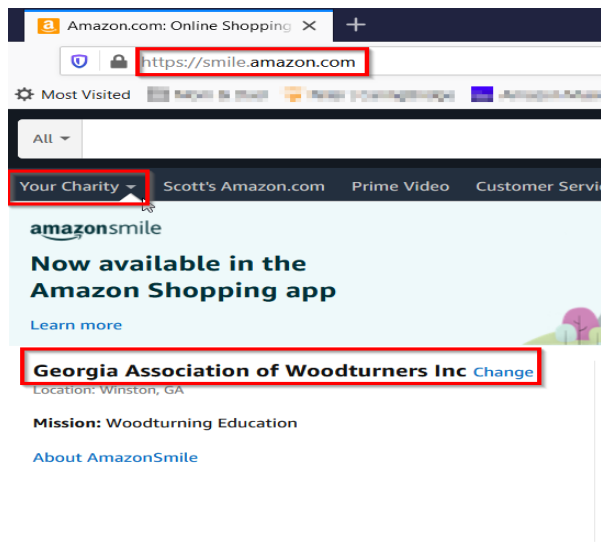 Amazon.com: Online Shopping
https://smile.amazon.com
Most Visited
All
Your Charity Scott's Amazon.com Prime Video Customer Servi
amazonsmile
Now available in the
Amazon Shopping app
Learn more
Georgia Association of Woodturners Inc Change
Location: Winston, GA
Mission: Woodturning Education
About AmazonSmile